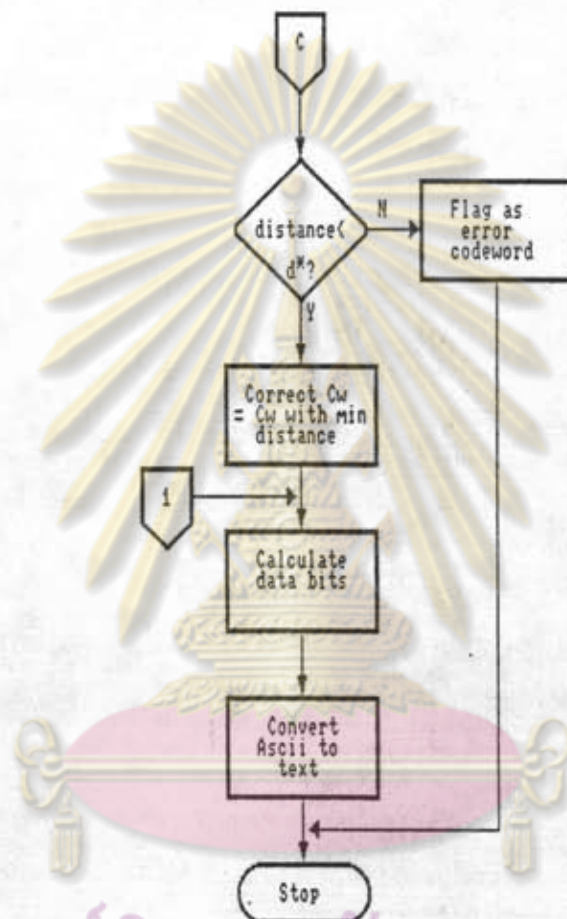 C
distance<
d*?
N
Flag as
error
codeword
Y
Correct Cw
= Cw with min
distance
1
Calculate
data bits
Convert
Ascii to
text
Stop